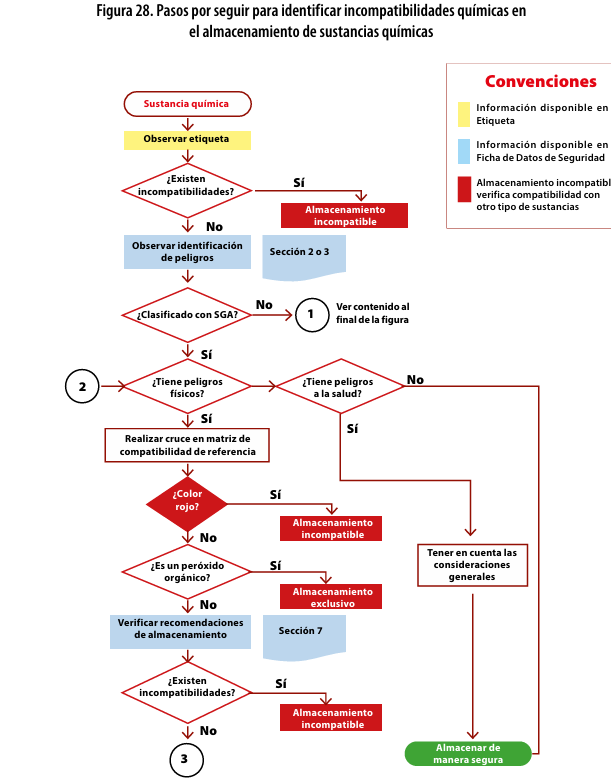 Figura 28. Pasos por seguir para identificar incompatibilidades químicas en
el almacenamiento de sustancias químicas
Convenciones
Información disponible en
Etiqueta
Información disponible en
Ficha de Datos de Seguridad
Almacenamiento
verifica compatibilidad con
otro tipo de sustancias
Sustancia química
Observar etiqueta
¿Existen
incompatibilidades?
Sí
Almacenamiento
incompatible
No
Observar identificación
de peligros
Sección 2 o 3
¿Clasificado con SGA?
No
1
Ver contenido al
final de la figura
Sí
2
¿Tiene peligros
físicos?
¿Tiene peligros
a la salud?
No
Sí
Sí
Realizar cruce en matriz de
compatibilidad de referencia
¿Color
rojo?
Sí
Almacenamiento
incompatible
No
¿Es un peróxido
orgánico?
Sí
Almacenamiento
exclusivo
Tener en cuenta las
consideraciones
generales
No
Verificar recomendaciones
de almacenamiento
Sección 7
¿Existen
incompatibilidades?
Sí
Almacenamiento
incompatible
No
3
Almacenar de
manera segura